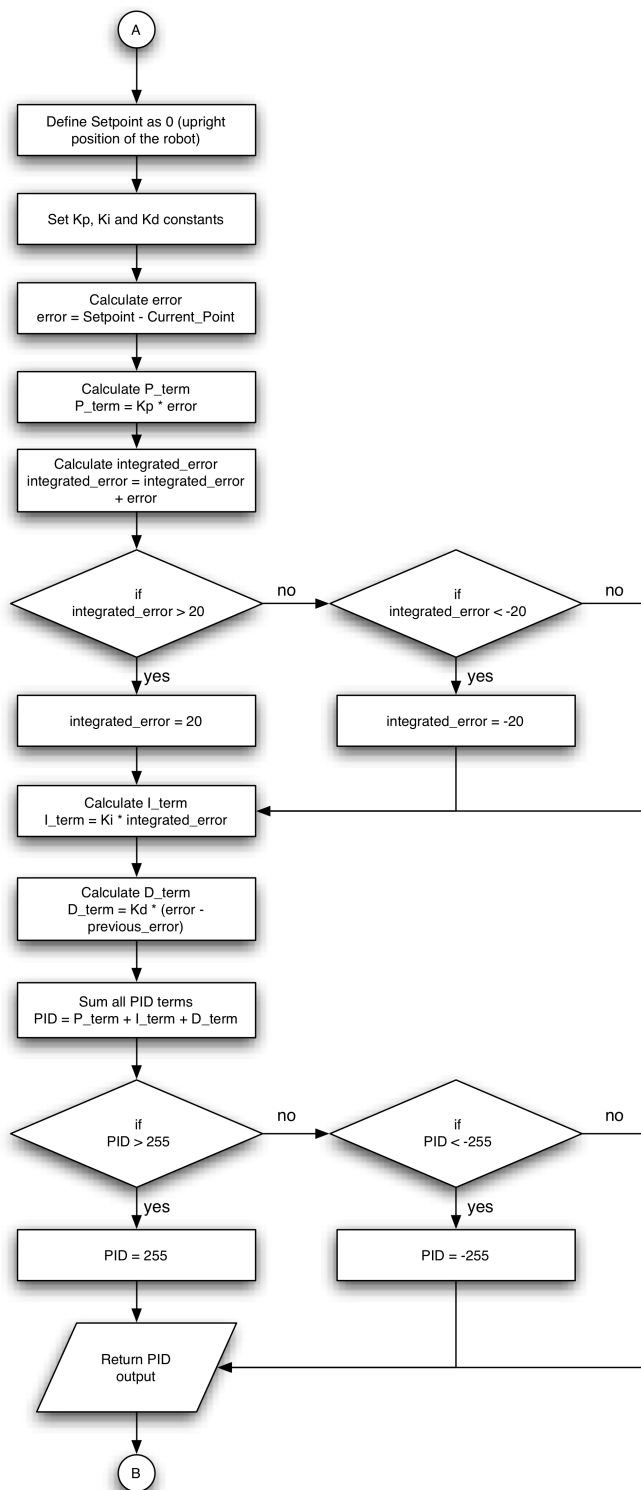 A
Define Setpoint as 0 (upright
position of the robot)
Set Kp, Ki and Kd constants
Calculate error
error = Setpoint - Current_Point
Calculate P_term
P_term = Kp * error
Calculate integrated_error
integrated_error = integrated_error
+ error
if
integrated_error > 20
no
if
integrated_error < -20
no
yes
yes
integrated_error = 20
integrated_error = -20
Calculate I_term
I_term = Ki * integrated_error
Calculate D_term
D_term = Kd * (error -
previous_error)
Sum all PID terms
PID = P_term + I_term + D_term
if
PID > 255
no
if
PID < -255
no
yes
yes
PID = 255
PID = -255
Return PID
output
B